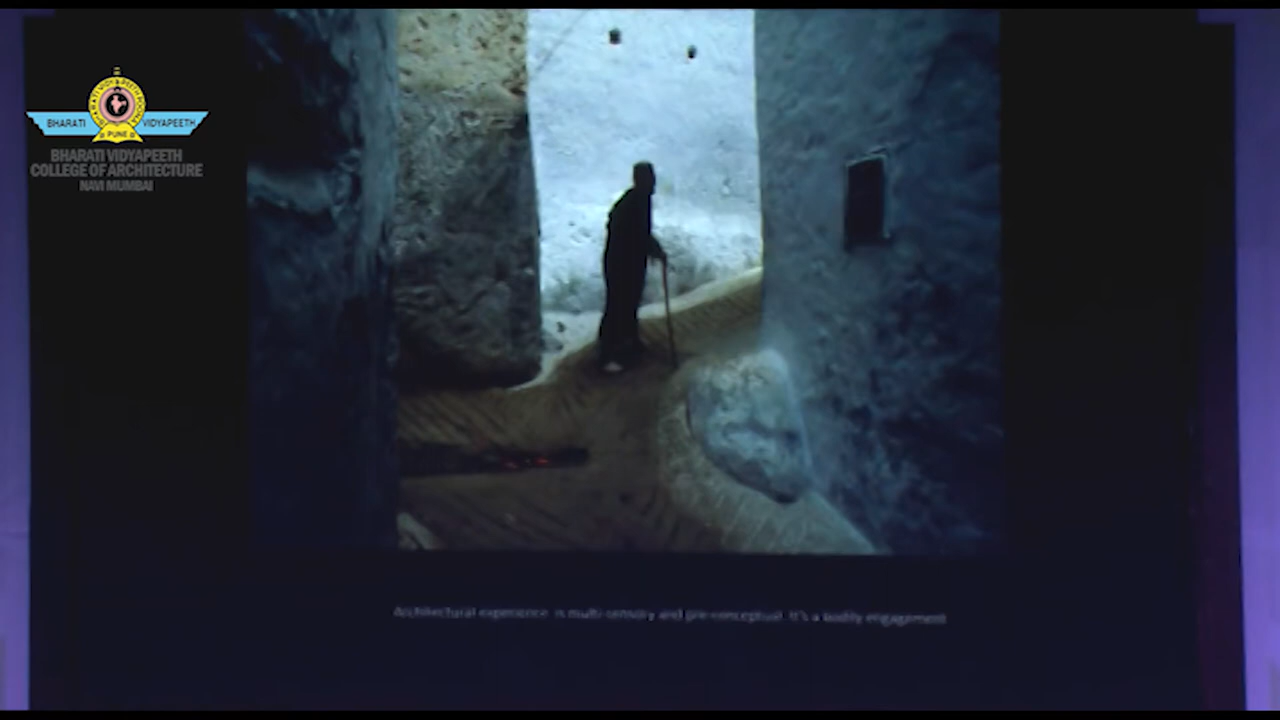 BHARATI VIDYAPEETH
PUNE
BHARATI VIDYAPEETH
COLLEGE OF ARCHITECTURE
NAVI MUMBAI
Architectural experience is multi-sensory and pre-conceptual. It's a bodily engagement